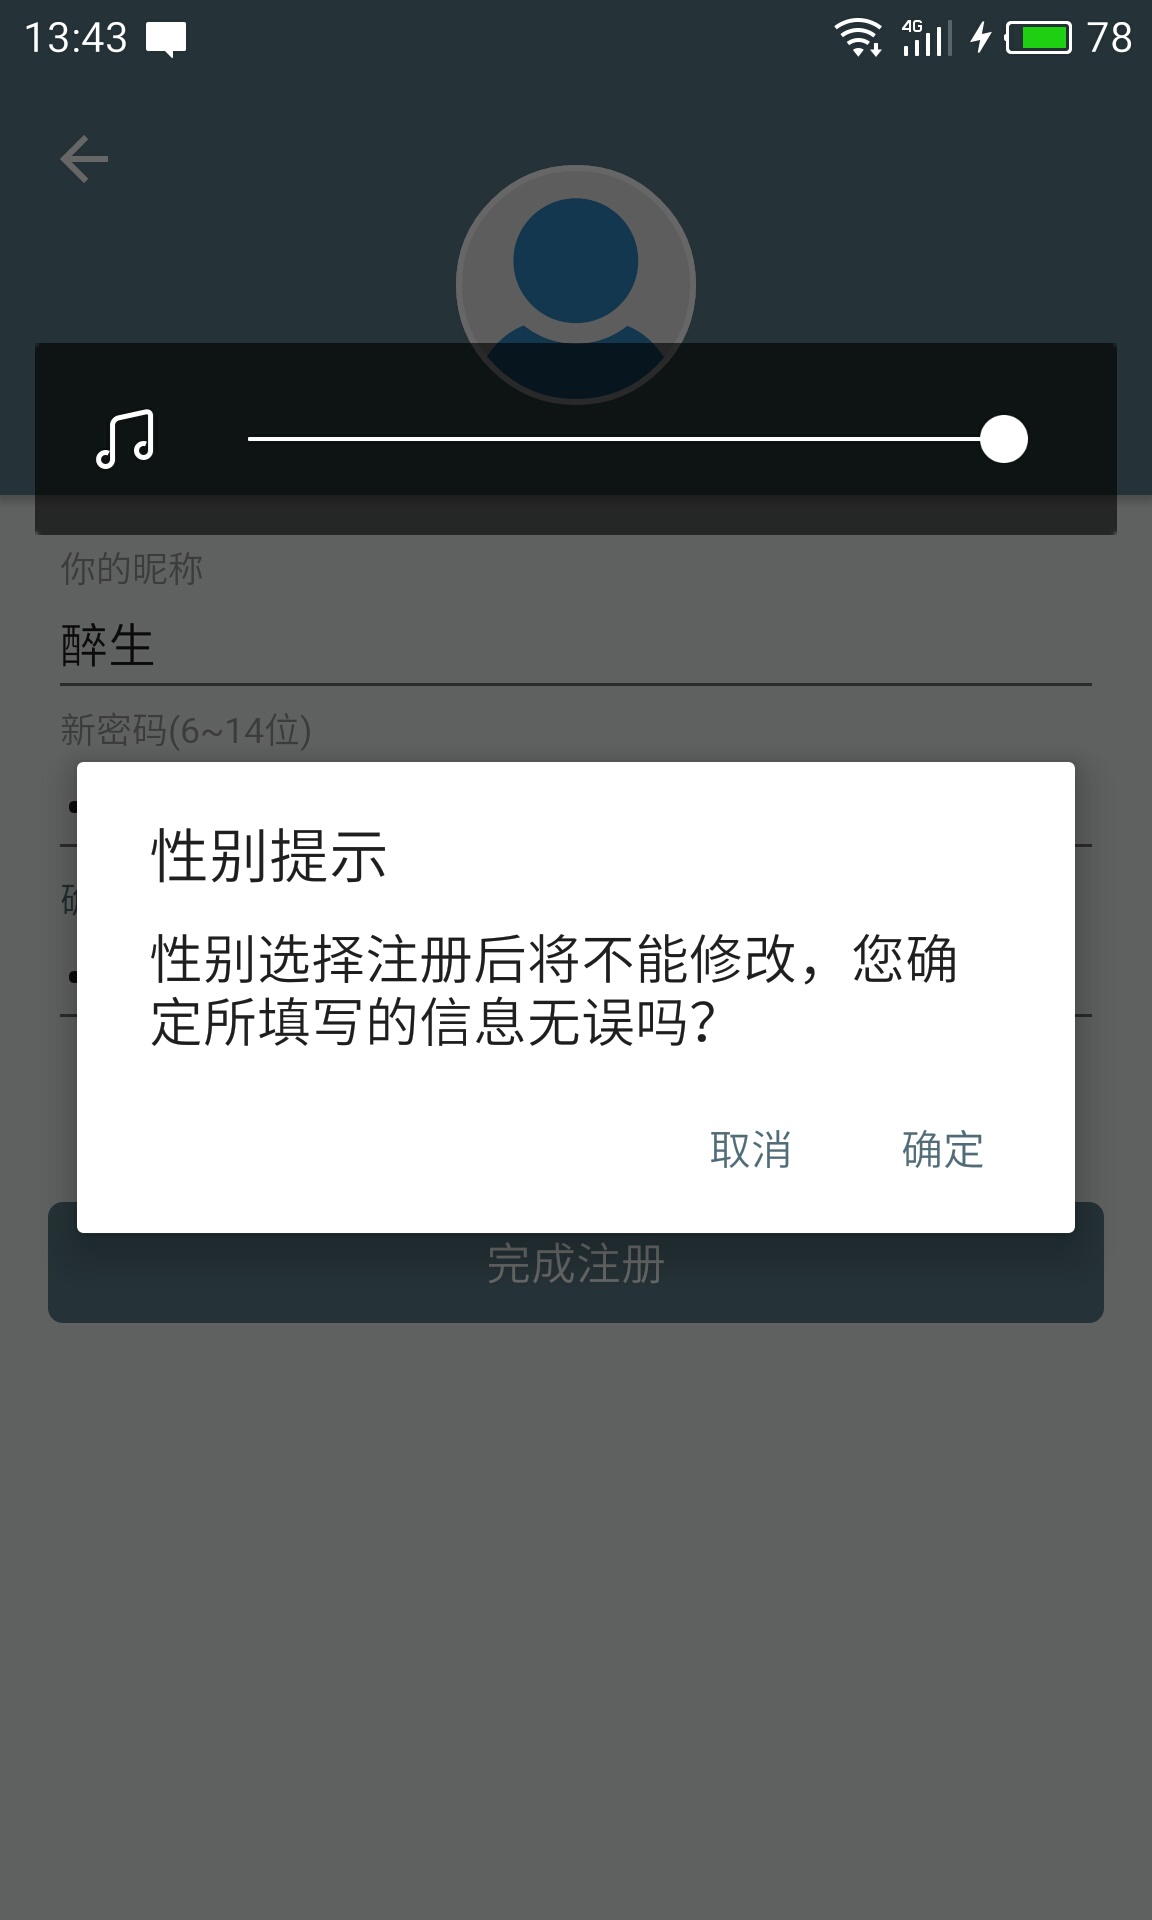 13:43
4G
78
你的昵称
醉生
新密码(6~14位)
性别提示
性别选择注册后将不能修改，您确
定所填写的信息无误吗？
取消
确定
完成注册